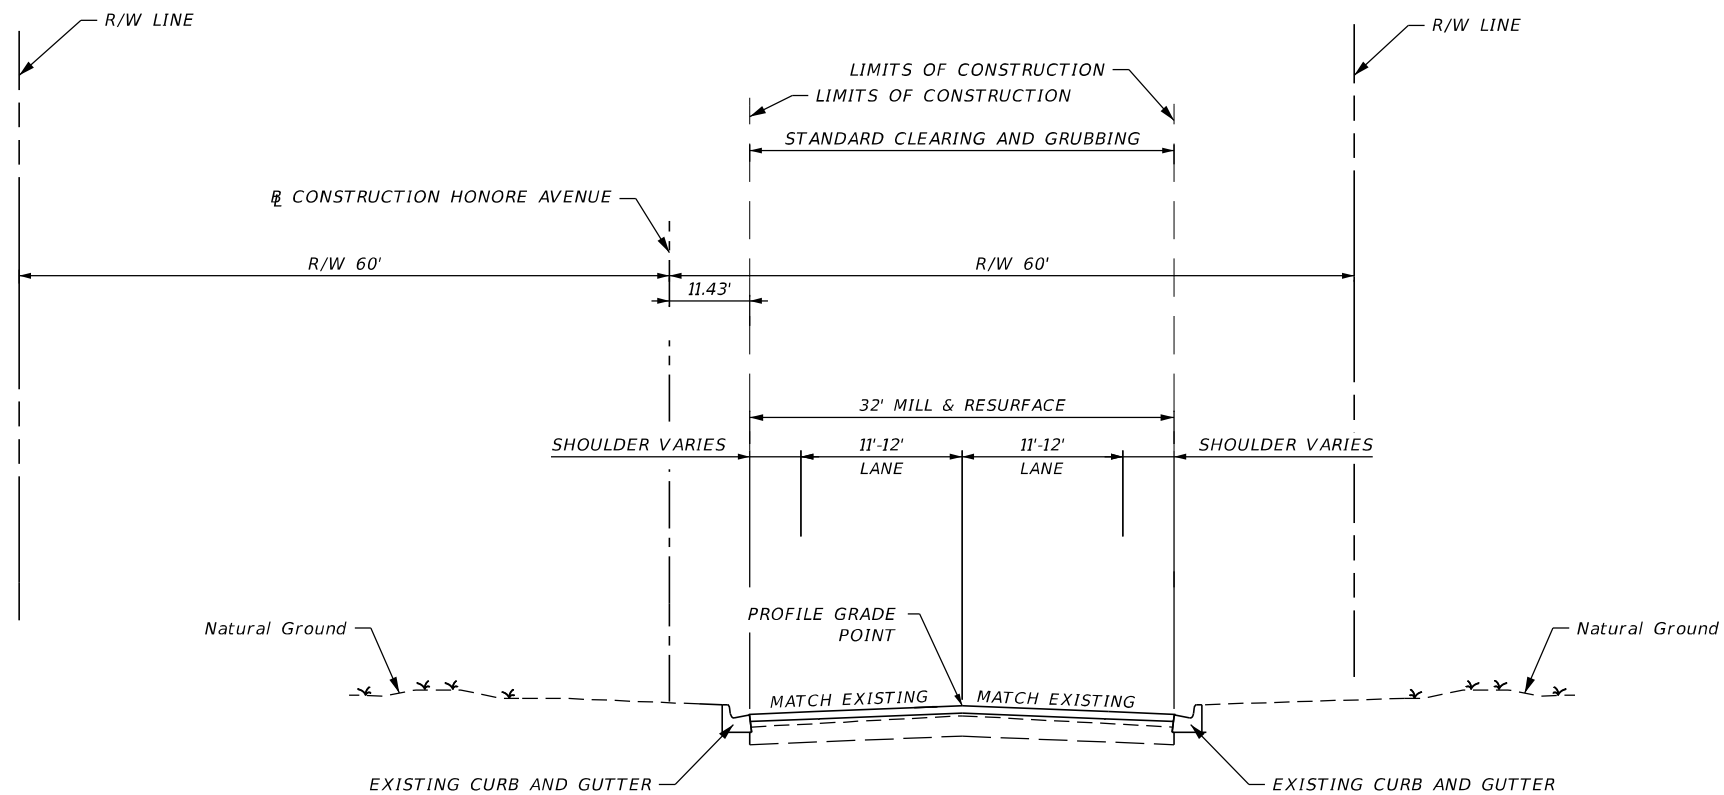 R/W LINE
R/W LINE
LIMITS OF CONSTRUCTION
LIMITS OF CONSTRUCTION
STANDARD CLEARING AND GRUBBING
BL CONSTRUCTION HONORE AVENUE
R/W 60'
R/W 60'
11.43'
32' MILL & RESURFACE
SHOULDER VARIES
11'-12'
LANE
11'-12'
LANE
SHOULDER VARIES
PROFILE GRADE
POINT
Natural Ground
Natural Ground
MATCH EXISTING
MATCH EXISTING
EXISTING CURB AND GUTTER
EXISTING CURB AND GUTTER